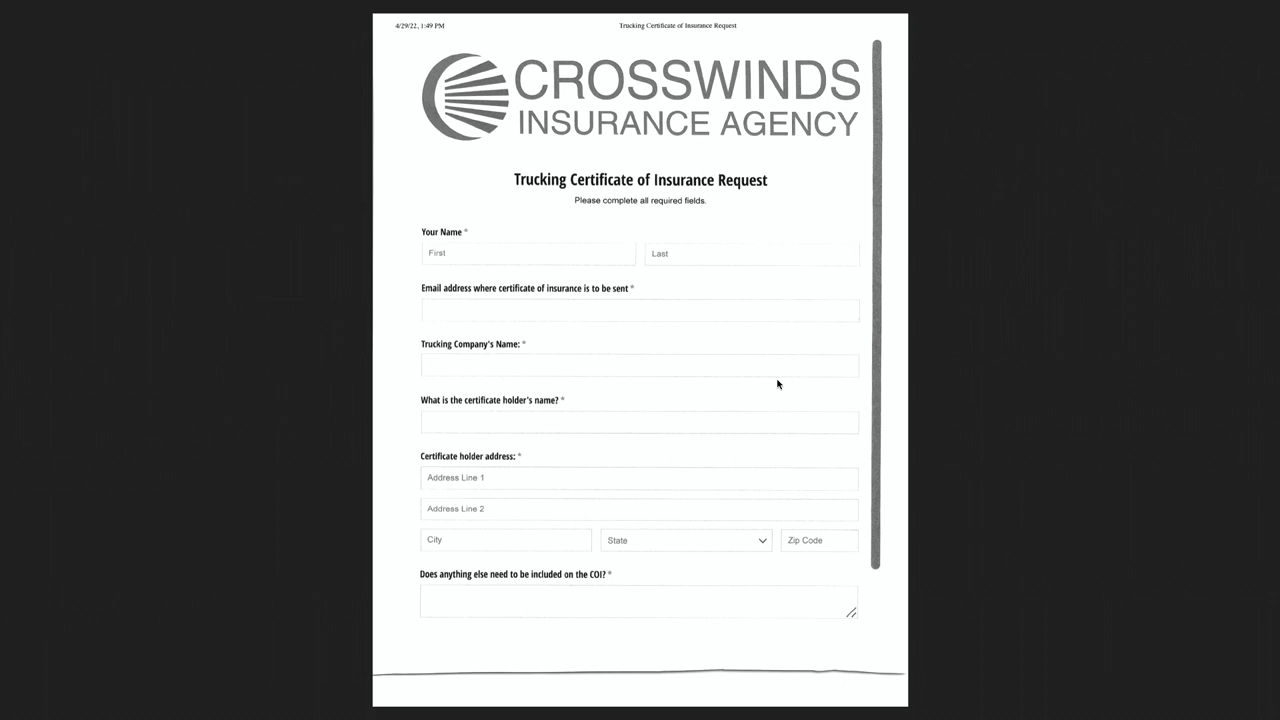 4/29/22, 1:49 PM Trucking Certificate of Insurance Request
CROSSWINDS
INSURANCE AGENCY
Trucking Certificate of Insurance Request
Please complete all required fields.
Your Name *
First Last
Email address where certificate of insurance is to be sent *
Trucking Company's Name: *
What is the certificate holder's name? *
Certificate holder address: *
Address Line 1
Address Line 2
City State Zip Code
Does anything else need to be included on the COI? *